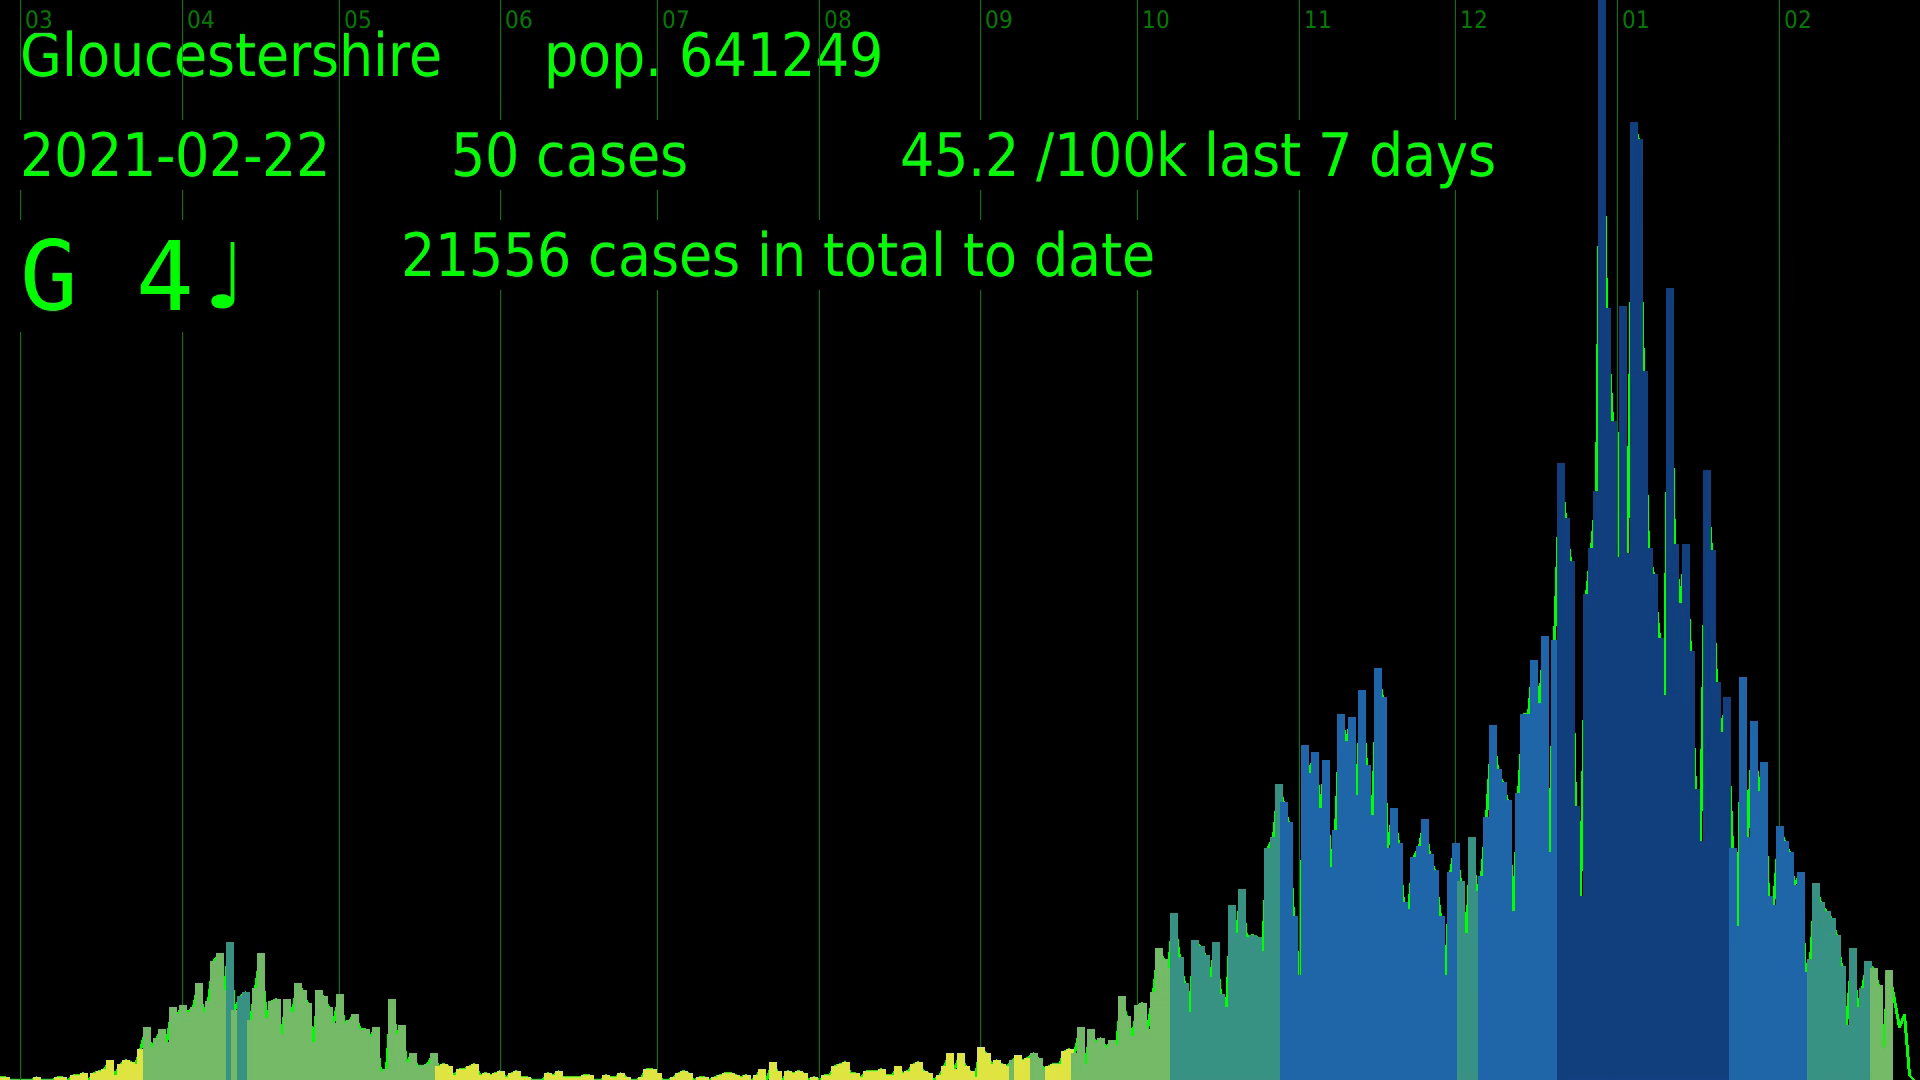 03 04 05 06 07 08 09 10 11 12 01 02
Gloucestershire pop. 641249
2021-02-22 50 cases 45.2 /100k last 7 days
G 4♩ 21556 cases in total to date